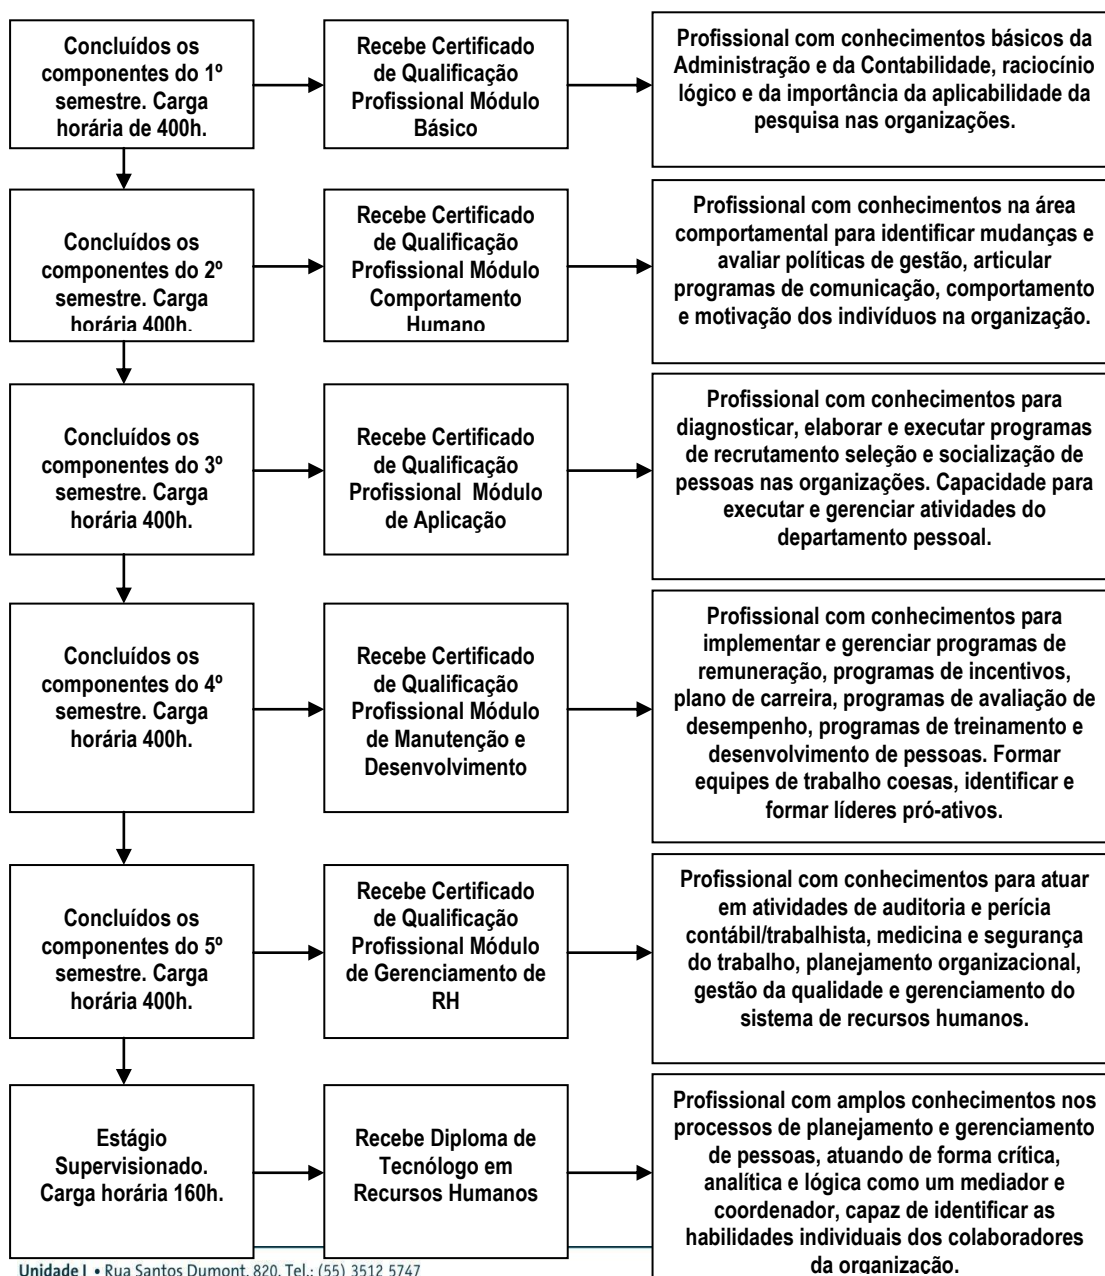 Concluídos os
componentes do 1º
semestre. Carga
horária de 400h.
Recebe Certificado
de Qualificação
Profissional Módulo
Básico
Profissional com conhecimentos básicos da
Administração e da Contabilidade, raciocínio
lógico e da importância da aplicabilidade da
pesquisa nas organizações.
Concluídos os
componentes do 2º
semestre. Carga
horária 400h.
Recebe Certificado
de Qualificação
Profissional Módulo
Comportamento
Humano
Profissional com conhecimentos na área
comportamental para identificar mudanças e
avaliar políticas de gestão, articular
programas de comunicação, comportamento
e motivação dos indivíduos na organização.
Concluídos os
componentes do 3º
semestre. Carga
horária 400h.
Recebe Certificado
de Qualificação
Profissional Módulo
de Aplicação
Profissional com conhecimentos para
diagnosticar, elaborar e executar programas
de recrutamento seleção e socialização de
pessoas nas organizações. Capacidade para
executar e gerenciar atividades do
departamento pessoal.
Concluídos os
componentes do 4º
semestre. Carga
horária 400h.
Recebe Certificado
de Qualificação
Profissional Módulo
de Manutenção e
Desenvolvimento
Profissional com conhecimentos para
implementar e gerenciar programas de
remuneração, programas de incentivos,
plano de carreira, programas de avaliação de
desempenho, programas de treinamento e
desenvolvimento de pessoas. Formar
equipes de trabalho coesas, identificar e
formar líderes pró-ativos.
Concluídos os
componentes do 5º
semestre. Carga
horária 400h.
Recebe Certificado
de Qualificação
Profissional Módulo
de Gerenciamento de
RH
Profissional com conhecimentos para atuar
em atividades de auditoria e perícia
contábil/trabalhista, medicina e segurança
do trabalho, planejamento organizacional,
gestão da qualidade e gerenciamento do
sistema de recursos humanos.
Estágio
Supervisionado.
Carga horária 160h.
Recebe Diploma de
Tecnólogo em
Recursos Humanos
Profissional com amplos conhecimentos nos
processos de planejamento e gerenciamento
de pessoas, atuando de forma crítica,
analítica e lógica como um mediador e
coordenador, capaz de identificar as
habilidades individuais dos colaboradores
da organização.
Unidade I • Rua Santos Dumont, 820. Tel.: (55) 3512 5747